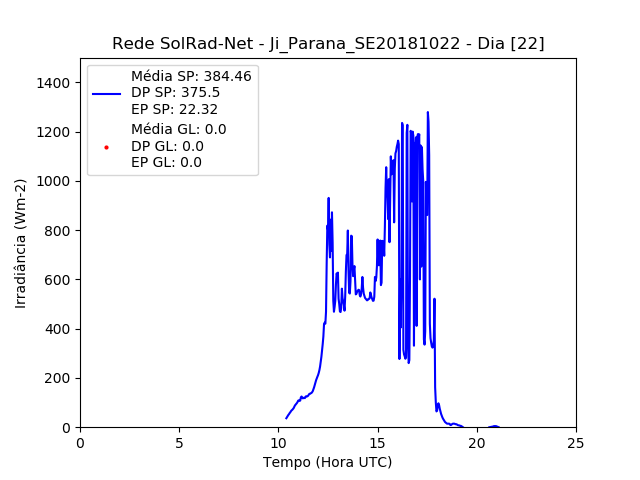 Rede SolRad-Net - Ji_Parana_SE20181022 - Dia [22]
Média SP: 384.46
DP SP: 375.5
EP SP: 22.32
Média GL: 0.0
DP GL: 0.0
EP GL: 0.0
Irradiância (Wm-2)
1400
1200
1000
800
600
400
200
0
0 5 10 15 20 25
Tempo (Hora UTC)